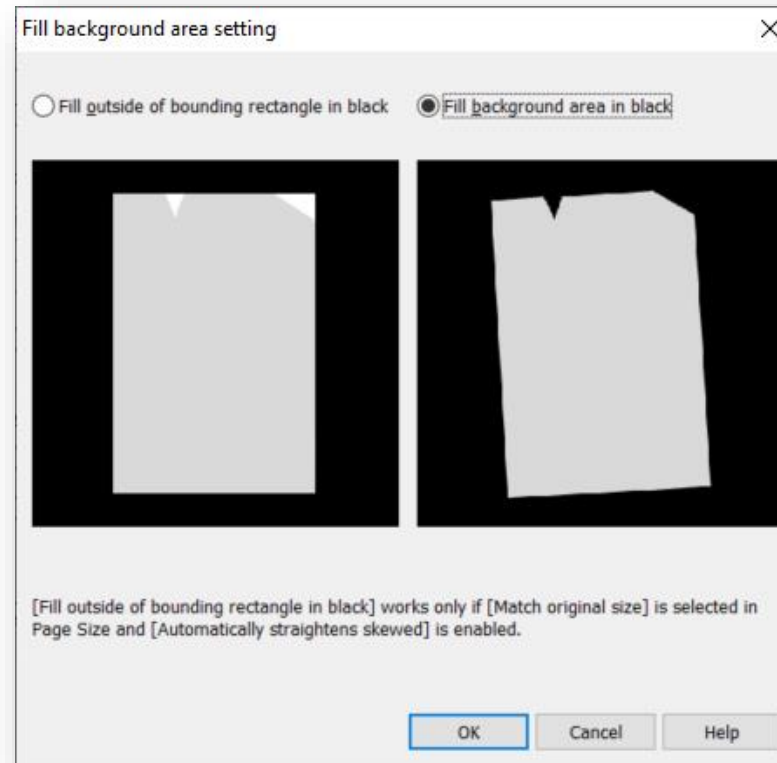 Fill background area setting
Fill outside of bounding rectangle in black
Fill background area in black
[Fill outside of bounding rectangle in black] works only if [Match original size] is selected in
Page Size and [Automatically straightens skewed] is enabled.
OK
Cancel
Help